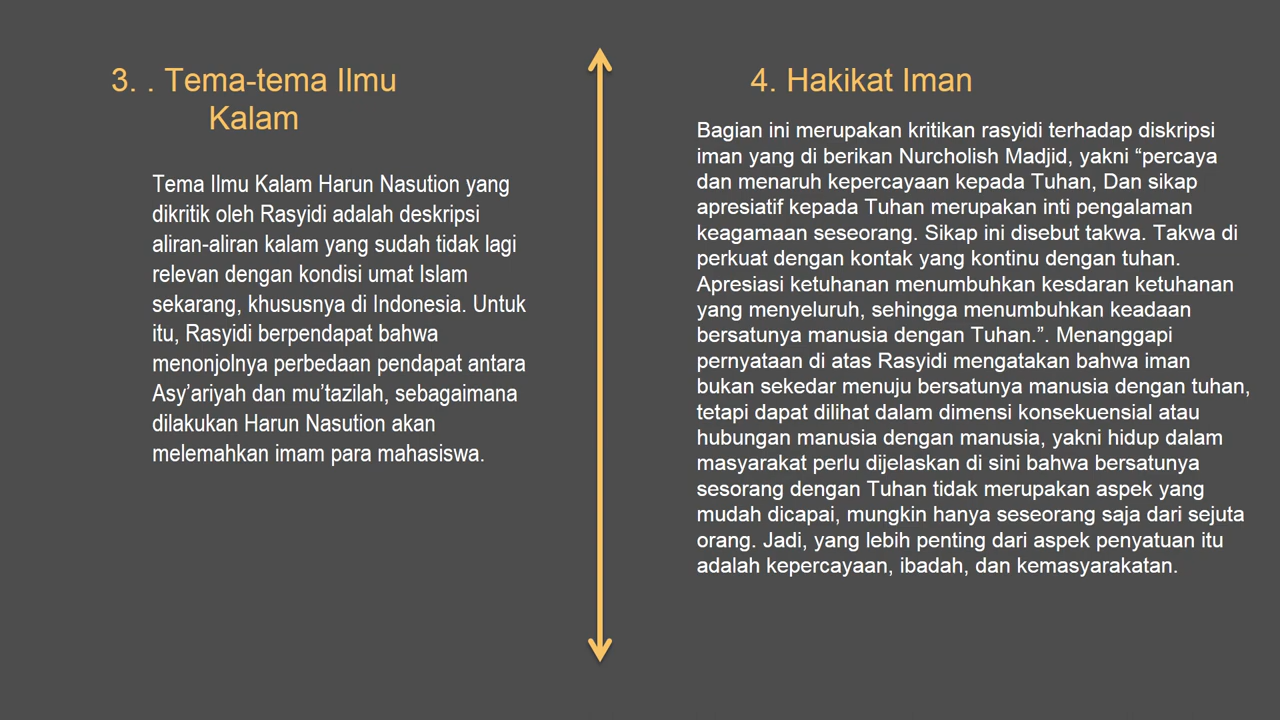 3. . Tema-tema Ilmu
Kalam
Tema Ilmu Kalam Harun Nasution yang
dikritik oleh Rasyidi adalah deskripsi
aliran-aliran kalam yang sudah tidak lagi
relevan dengan kondisi umat Islam
sekarang, khususnya di Indonesia. Untuk
itu, Rasyidi berpendapat bahwa
menonjolnya perbedaan pendapat antara
Asy’ariyah dan mu’tazilah, sebagaimana
dilakukan Harun Nasution akan
melemahkan imam para mahasiswa.
4. Hakikat Iman
Bagian ini merupakan kritikan rasyidi terhadap diskripsi
iman yang di berikan Nurcholish Madjid, yakni “percaya
dan menaruh kepercayaan kepada Tuhan, Dan sikap
apresiatif kepada Tuhan merupakan inti pengalaman
keagamaan seseorang. Sikap ini disebut takwa. Takwa di
perkuat dengan kontak yang kontinu dengan tuhan.
Apresiasi ketuhanan menumbuhkan kesdaran ketuhanan
yang menyeluruh, sehingga menumbuhkan keadaan
bersatunya manusia dengan Tuhan.”. Menanggapi
pernyataan di atas Rasyidi mengatakan bahwa iman
bukan sekedar menuju bersatunya manusia dengan tuhan,
tetapi dapat dilihat dalam dimensi konsekuensial atau
hubungan manusia dengan manusia, yakni hidup dalam
masyarakat perlu dijelaskan di sini bahwa bersatunya
sesorang dengan Tuhan tidak merupakan aspek yang
mudah dicapai, mungkin hanya seseorang saja dari sejuta
orang. Jadi, yang lebih penting dari aspek penyatuan itu
adalah kepercayaan, ibadah, dan kemasyarakatan.